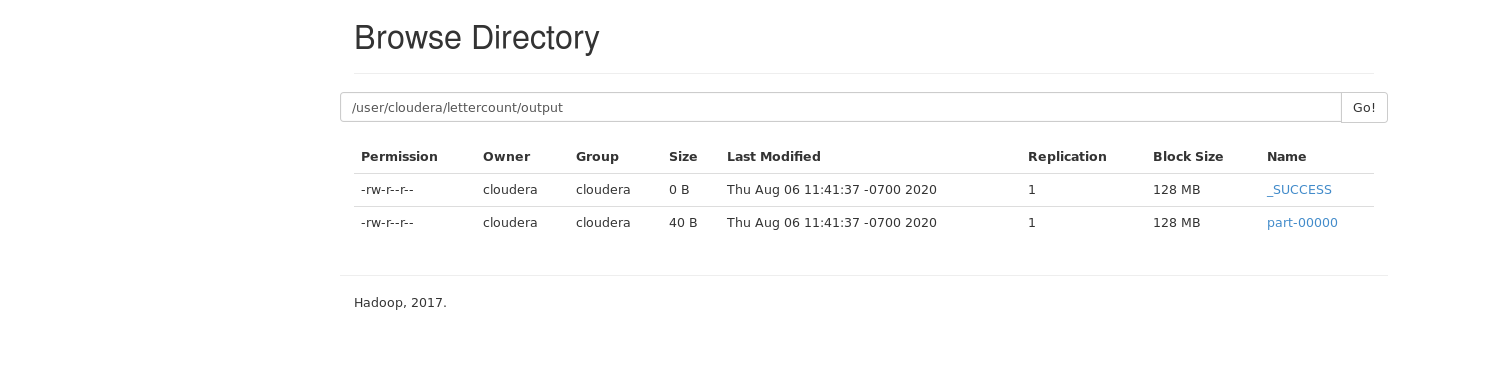 Browse Directory
/user/cloudera/lettercount/output Go!
Permission Owner Group Size Last Modified Replication Block Size Name
-rw-r--r-- cloudera cloudera 0 B Thu Aug 06 11:41:37 -0700 2020 1 128 MB _SUCCESS
-rw-r--r-- cloudera cloudera 40 B Thu Aug 06 11:41:37 -0700 2020 1 128 MB part-00000
Hadoop, 2017.